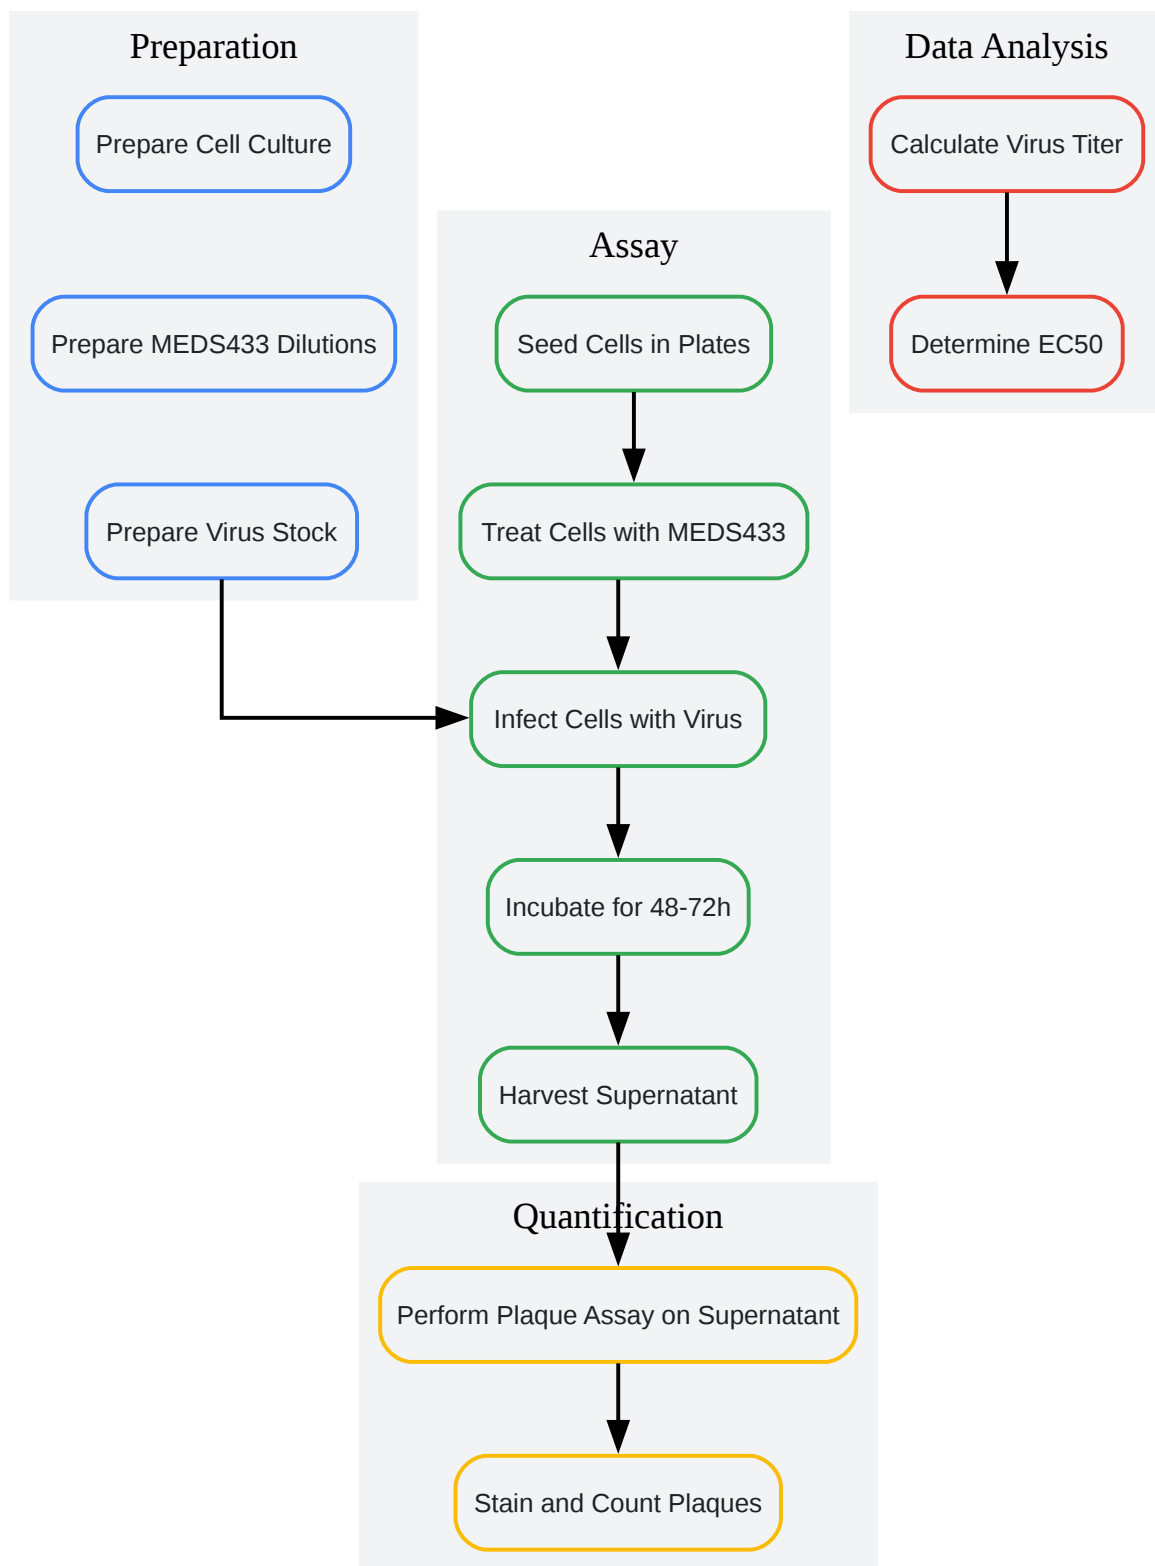 Preparation
Prepare Cell Culture
Prepare MEDS433 Dilutions
Prepare Virus Stock
Assay
Seed Cells in Plates
Treat Cells with MEDS433
Infect Cells with Virus
Incubate for 48-72h
Harvest Supernatant
Quantification
Perform Plaque Assay on Supernatant
Stain and Count Plaques
Data Analysis
Calculate Virus Titer
Determine EC50